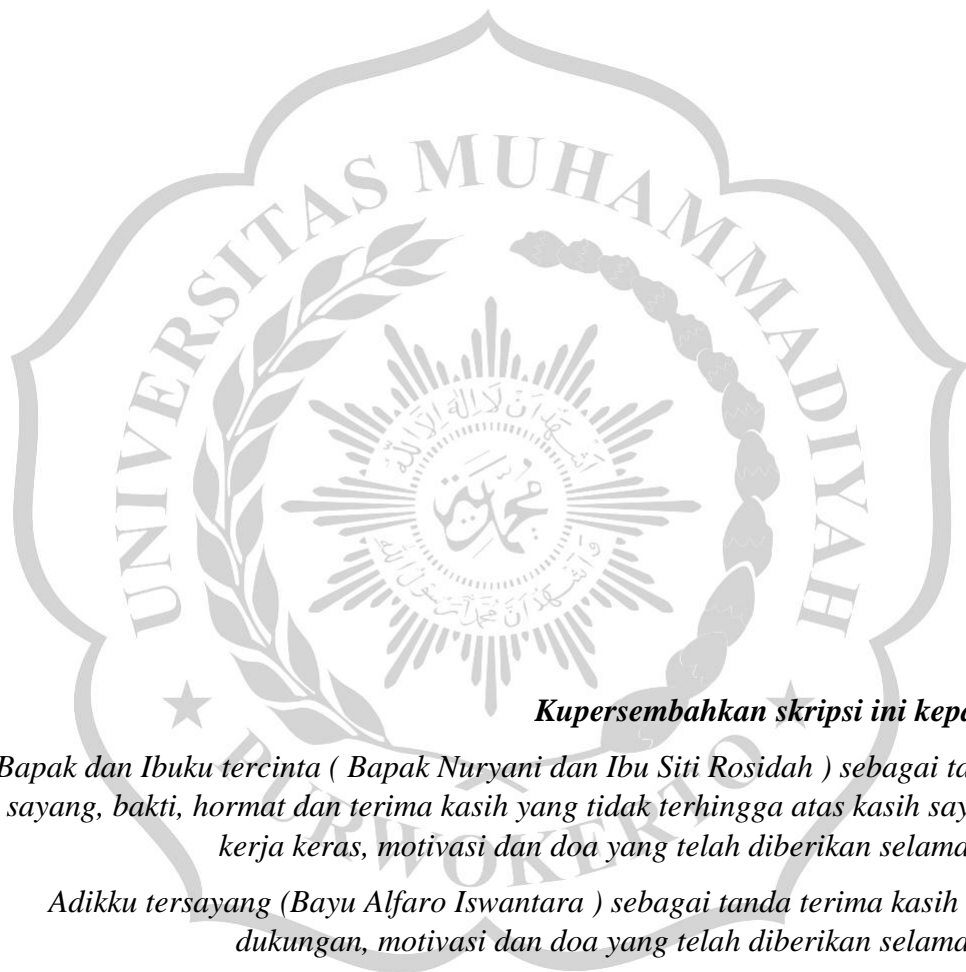 UNIVERSITAS MUHAMMADIYAH
اَشْهَدُ اَنْ لَا اِلٰهَ اِلَّا اللّٰهُ
محمدية
وَاَشْهَدُ اَنَّ مُحَمَّدًا رَسُوْلُ اللّٰهِ
PURWOKERTO
Kupersembahkan skripsi ini kepa
Bapak dan Ibuku tercinta ( Bapak Nuryani dan Ibu Siti Rosidah ) sebagai ta
sayang, bakti, hormat dan terima kasih yang tidak terhingga atas kasih say
kerja keras, motivasi dan doa yang telah diberikan selama
Adikku tersayang (Bayu Alfaro Iswantara ) sebagai tanda terima kasih
dukungan, motivasi dan doa yang telah diberikan selama